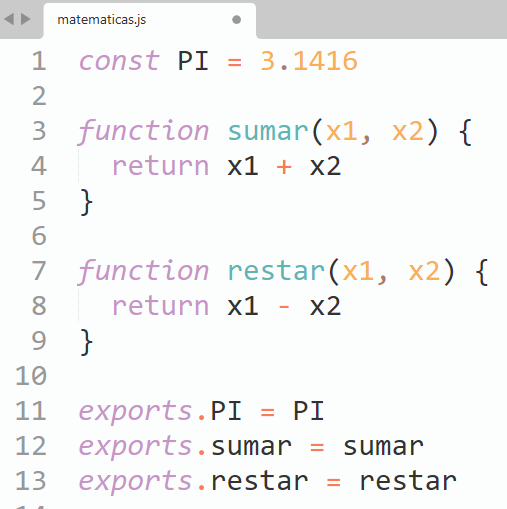 matematicas.js
1 const PI = 3.1416
2
3 function sumar(x1, x2) {
4   return x1 + x2
5 }
6
7 function restar(x1, x2) {
8   return x1 - x2
9 }
10
11 exports.PI = PI
12 exports.sumar = sumar
13 exports.restar = restar